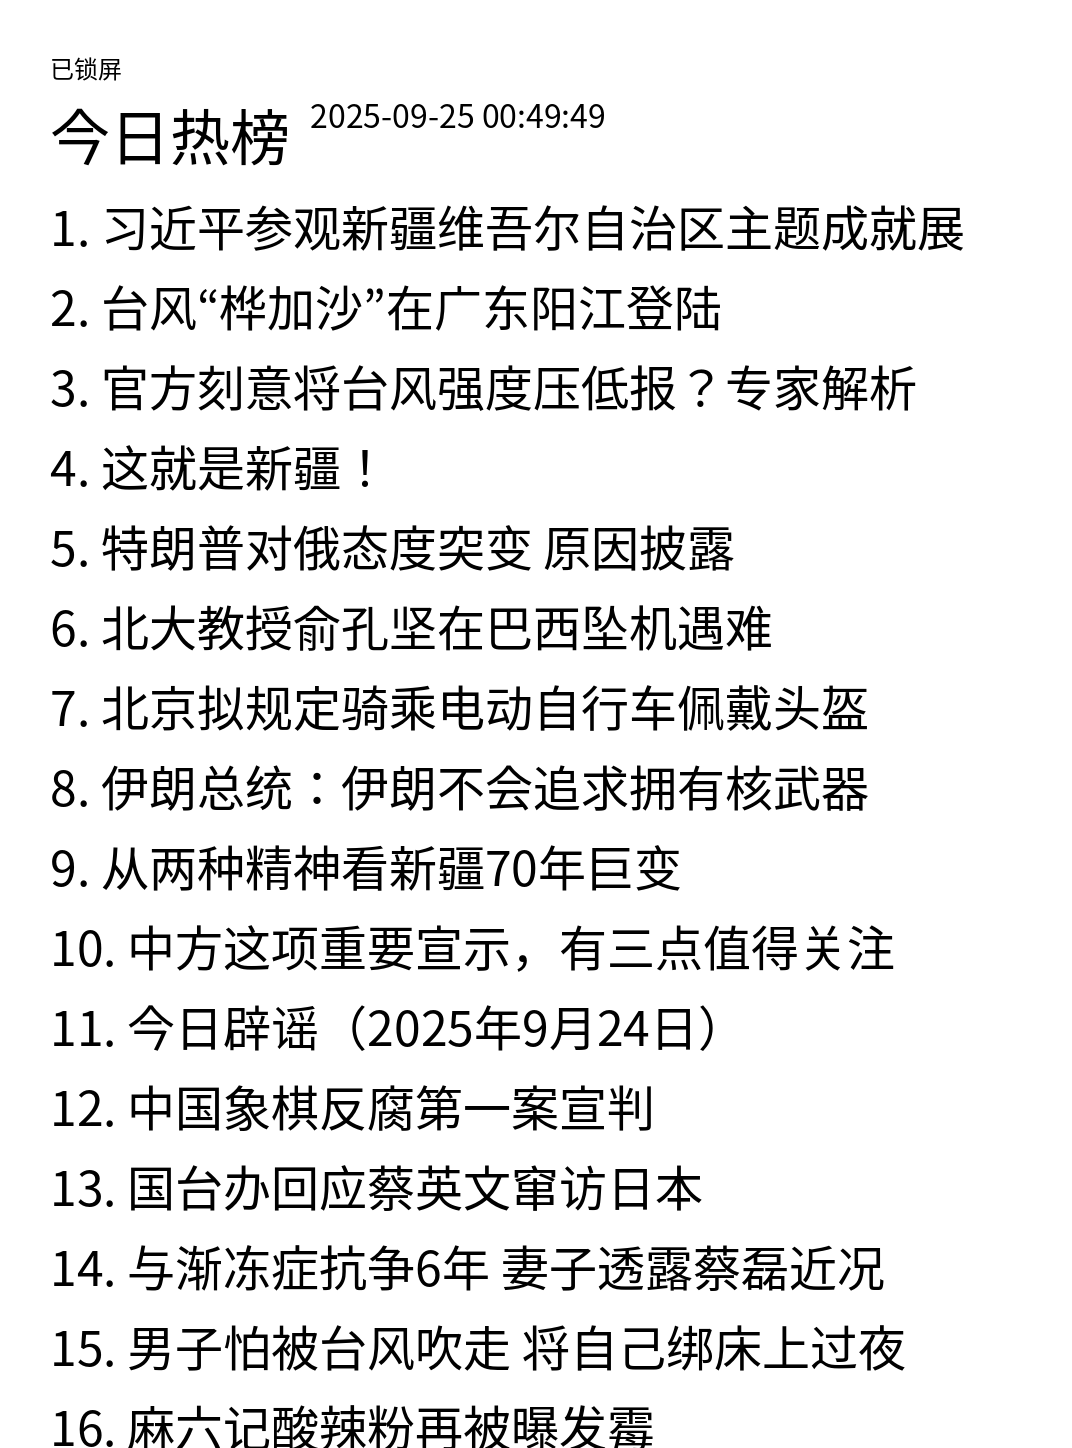 已锁屏
今日热榜 2025-09-25 00:49:49
1. 习近平参观新疆维吾尔自治区主题成就展
2. 台风“桦加沙”在广东阳江登陆
3. 官方刻意将台风强度压低报？专家解析
4. 这就是新疆！
5. 特朗普对俄态度突变 原因披露
6. 北大教授俞孔坚在巴西坠机遇难
7. 北京拟规定骑乘电动自行车佩戴头盔
8. 伊朗总统：伊朗不会追求拥有核武器
9. 从两种精神看新疆70年巨变
10. 中方这项重要宣示，有三点值得关注
11. 今日辟谣（2025年9月24日）
12. 中国象棋反腐第一案宣判
13. 国台办回应蔡英文窜访日本
14. 与渐冻症抗争6年 妻子透露蔡磊近况
15. 男子怕被台风吹走 将自己绑床上过夜
16. 麻六记酸辣粉再被曝发霉